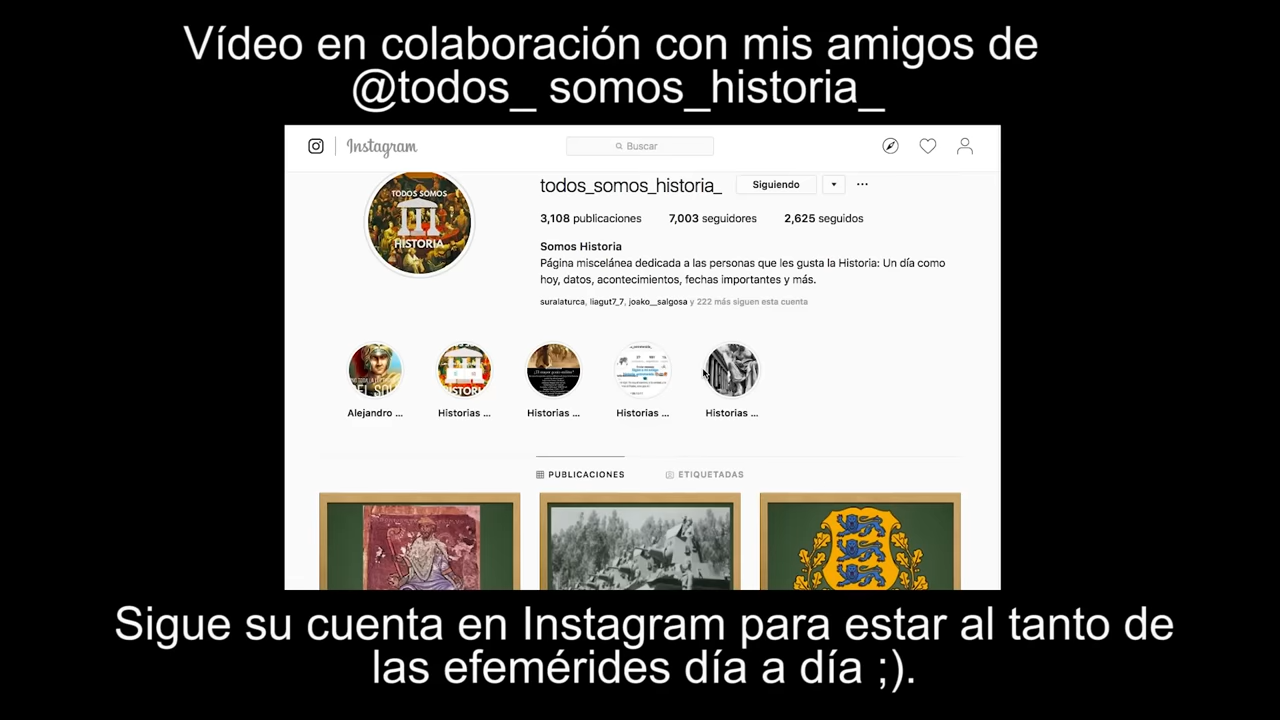 Vídeo en colaboración con mis amigos de
@todos_ somos_historia_
Instagram
Buscar
TODOS SOMOS
HISTORIA
todos_somos_historia_
Siguiendo
3,108 publicaciones 7,003 seguidores 2,625 seguidos
Somos Historia
Página miscelánea dedicada a las personas que les gusta la Historia: Un día como
hoy, datos, acontecimientos, fechas importantes y más.
suralaturca, liagut7_7, joako__salgosa y 222 más siguen esta cuenta
Alejandro ... Historias ... Historias ... Historias ... Historias ...
PUBLICACIONES ETIQUETADAS
Sigue su cuenta en Instagram para estar al tanto de
las efemérides día a día ;).